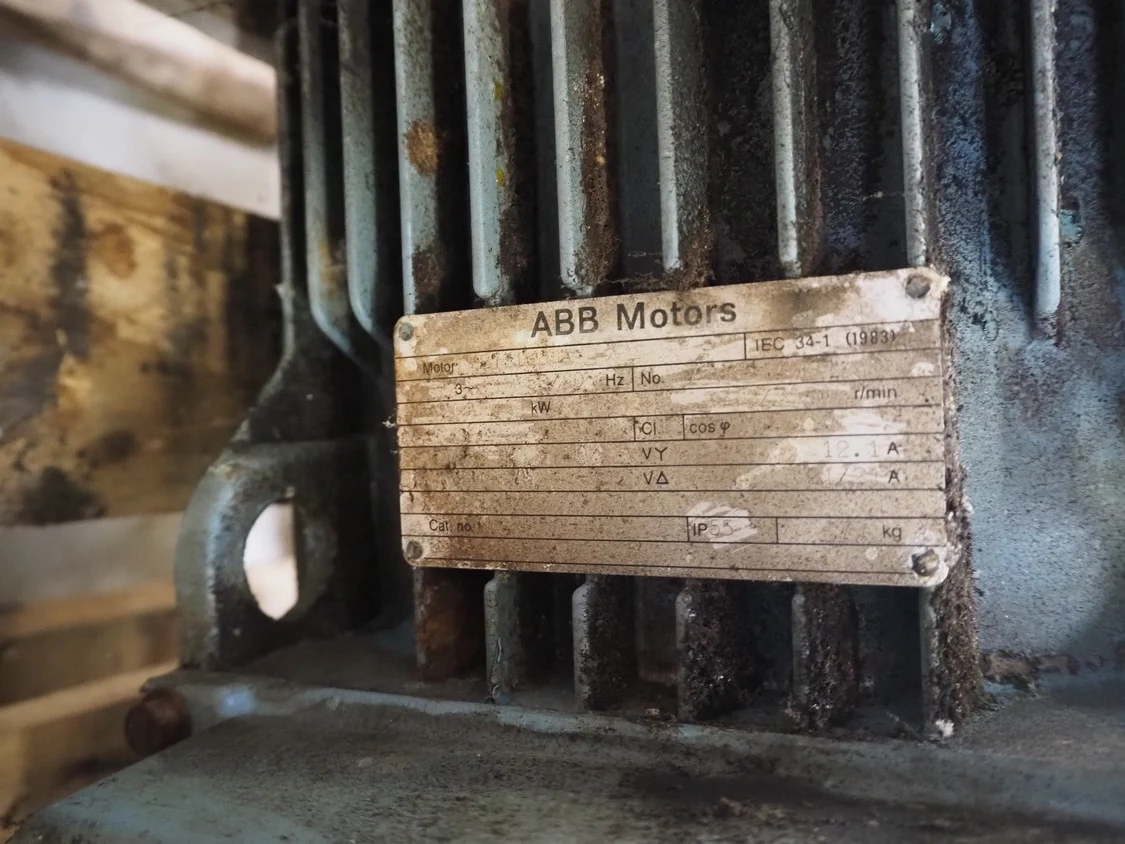 ABB Motors
IEC 34-1 (1983)
Motor
3~ Hz No.
kW r/min
Cl. cos φ
VY 12.1 A
VΔ A
Cat. no. IP 55 kg